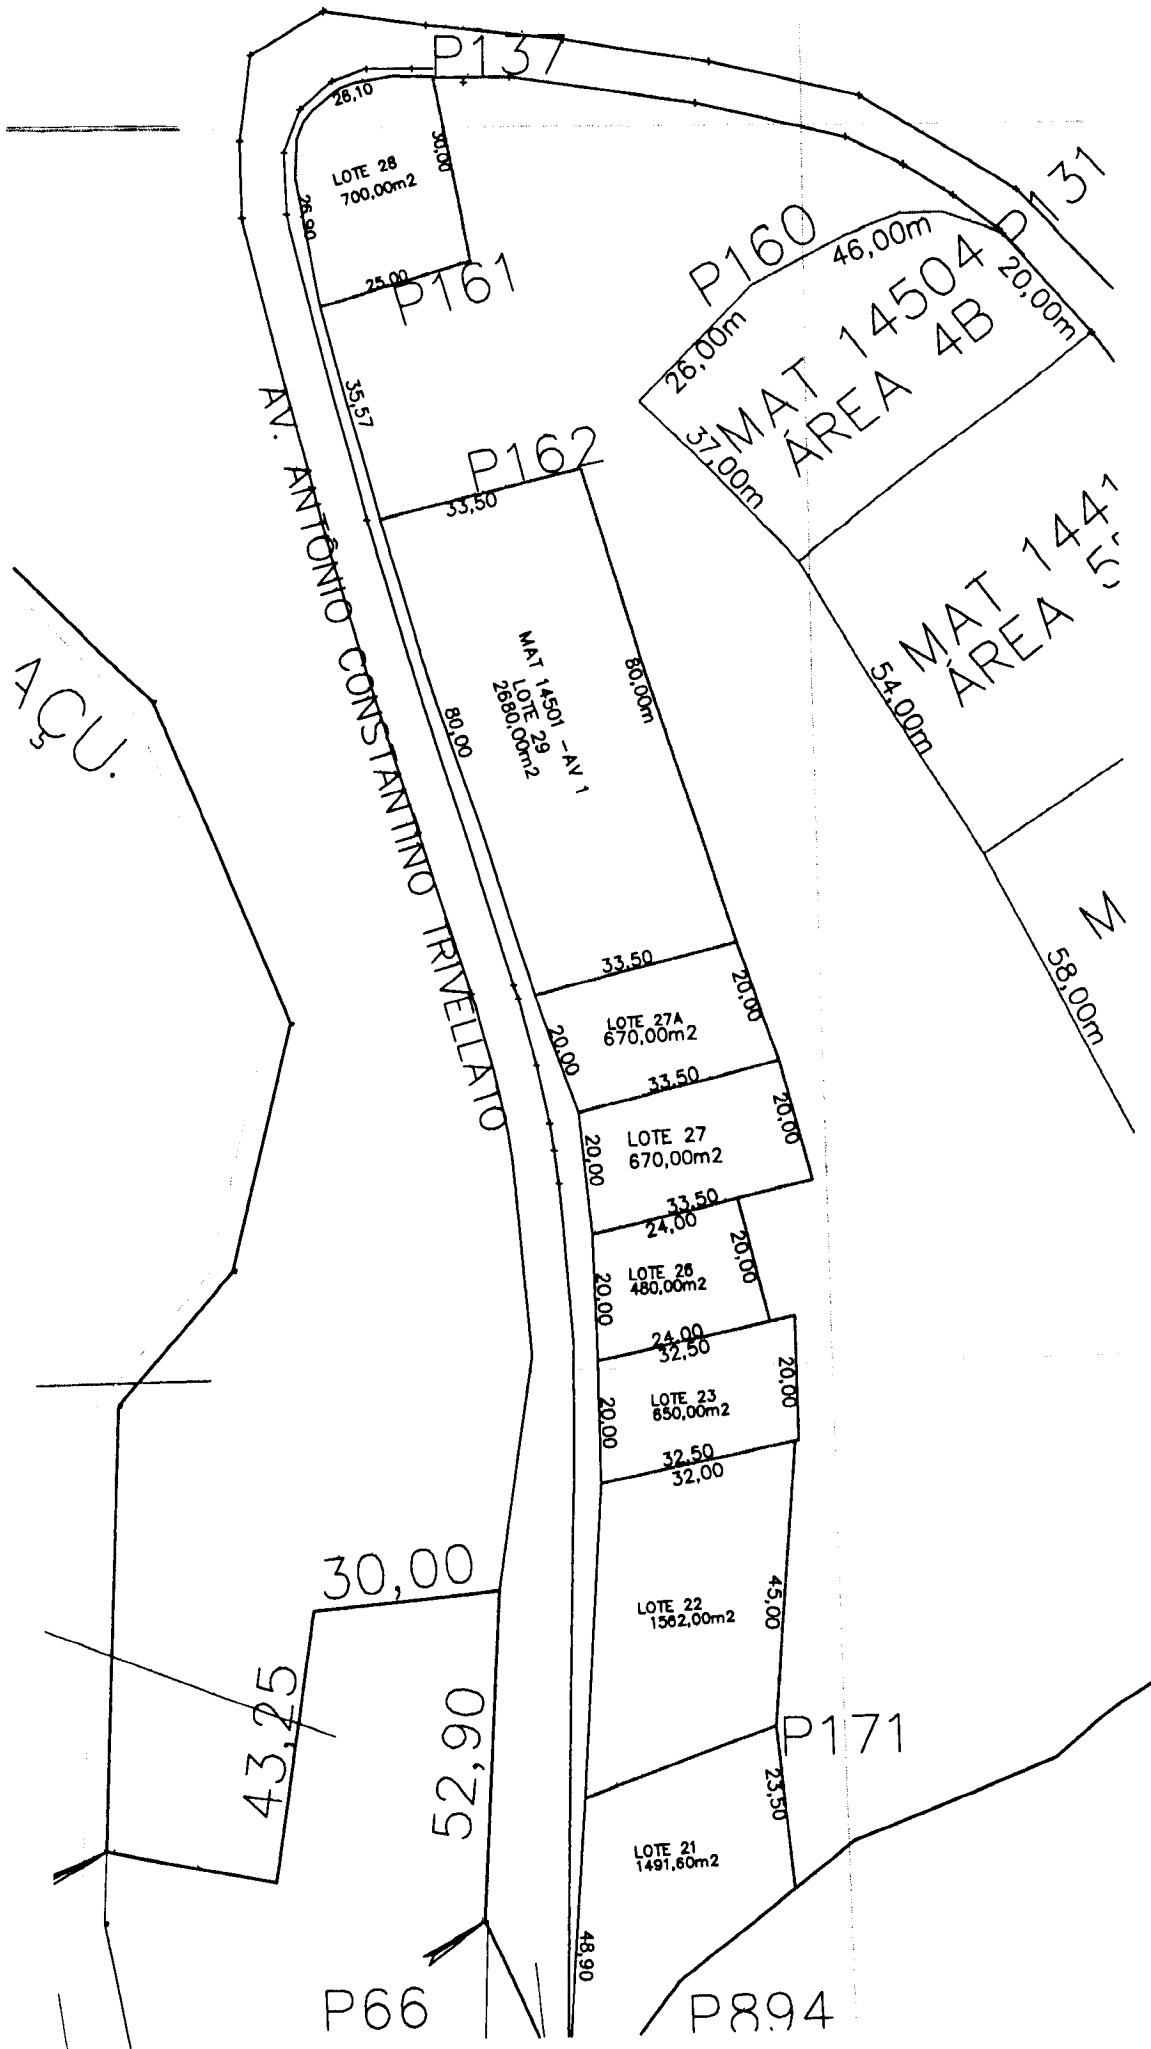 P137
26,10
30,00
LOTE 28
700,00m2
26,90
25,00
P161
P131
P160
46,00m
20,00m
26,00m
MAT 14504
ÁREA 4B
37,00m
35,57
P162
33,50
AV. ANTÔNIO CONSTANTINO TRIVELLATO
MAT 1441
ÁREA
54,00m
AÇU.
MAT 14501 -AV 1
LOTE 29
2680,00m2
80,00m
80,00
M
58,00m
33,50
20,00
LOTE 27A
670,00m2
20,00
33,50
20,00
LOTE 27
670,00m2
20,00
33,50
24,00
20,00
LOTE 26
480,00m2
20,00
24,00
32,50
20,00
LOTE 23
650,00m2
20,00
32,50
32,00
30,00
LOTE 22
1562,00m2
45,00
43,25
52,90
P171
23,50
LOTE 21
1491,60m2
48,90
P66
P894